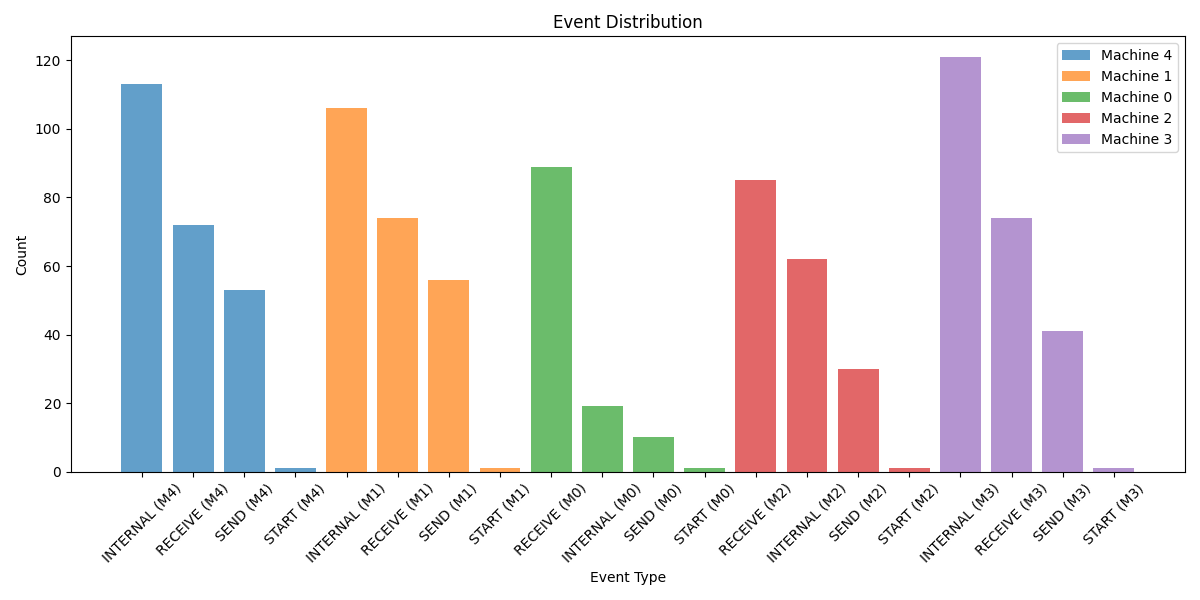 Event Distribution
Count
120
100
80
60
40
20
0
Machine 4
Machine 1
Machine 0
Machine 2
Machine 3
INTERNAL (M4)
RECEIVE (M4)
SEND (M4)
START (M4)
INTERNAL (M1)
RECEIVE (M1)
SEND (M1)
START (M1)
RECEIVE (M0)
INTERNAL (M0)
SEND (M0)
START (M0)
RECEIVE (M2)
INTERNAL (M2)
SEND (M2)
START (M2)
INTERNAL (M3)
RECEIVE (M3)
SEND (M3)
START (M3)
Event Type